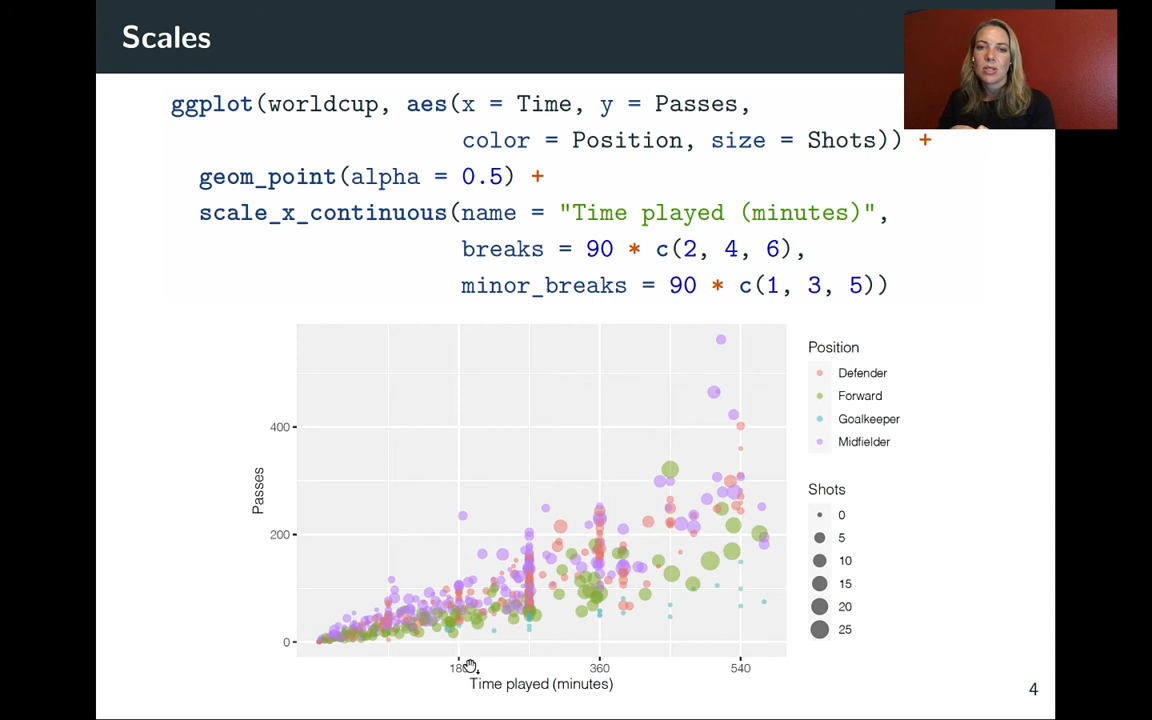 Scales
ggplot(worldcup, aes(x = Time, y = Passes,
color = Position, size = Shots)) +
geom_point(alpha = 0.5) +
scale_x_continuous(name = "Time played (minutes)",
breaks = 90 * c(2, 4, 6),
minor_breaks = 90 * c(1, 3, 5))
Passes
400
200
0
180
360
540
Time played (minutes)
Position
Defender
Forward
Goalkeeper
Midfielder
Shots
0
5
10
15
20
25
4